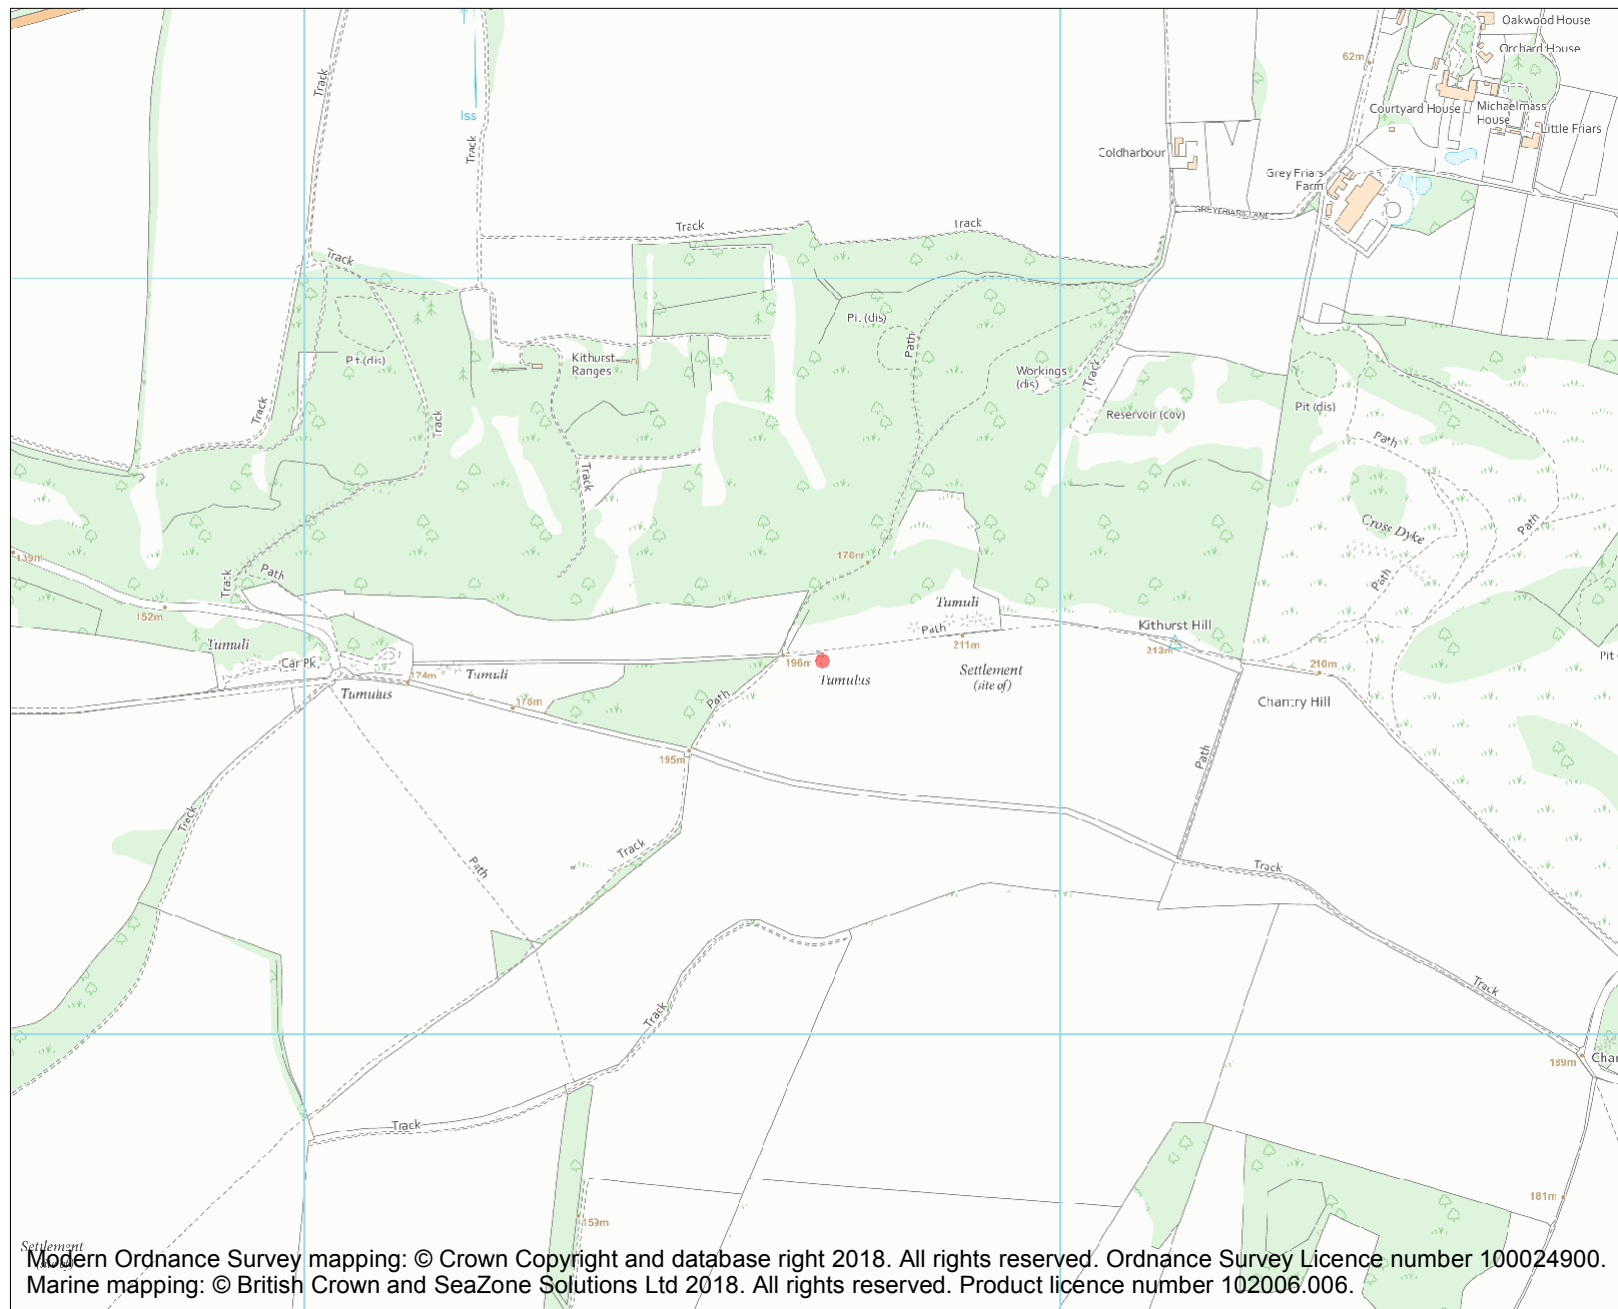 Oakwood House
Orchard House
62m
Track
Iss
Track
Courtyard House
Michaelmass
House
Little Friars
Coldharbour
Grey Friars
Farm
GREYFRIARS LANE
Track
Track
Track
Pit (dis)
Pit (dis)
Path
Kithurst
Ranges
Workings
(dis)
Track
Track
Track
Reservoir (cov)
Pit (dis)
Path
Track
Cross Dyke
Path
139m
178m
Path
Track
Path
152m
Tumuli
Path
Kithurst Hill
211m
213m
Tumuli
Car Pk
174m
Tumuli
196m
Tumulus
Settlement
(site of)
210m
Pit
Tumulus
178m
Path
Chantry Hill
195m
Path
Track
Track
Path
Track
Track
Track
189m
Char
Track
181m
159m
Settlement
Modern Ordnance Survey mapping: © Crown Copyright and database right 2018. All rights reserved. Ordnance Survey Licence number 100024900.
Marine mapping: © British Crown and SeaZone Solutions Ltd 2018. All rights reserved. Product licence number 102006.006.